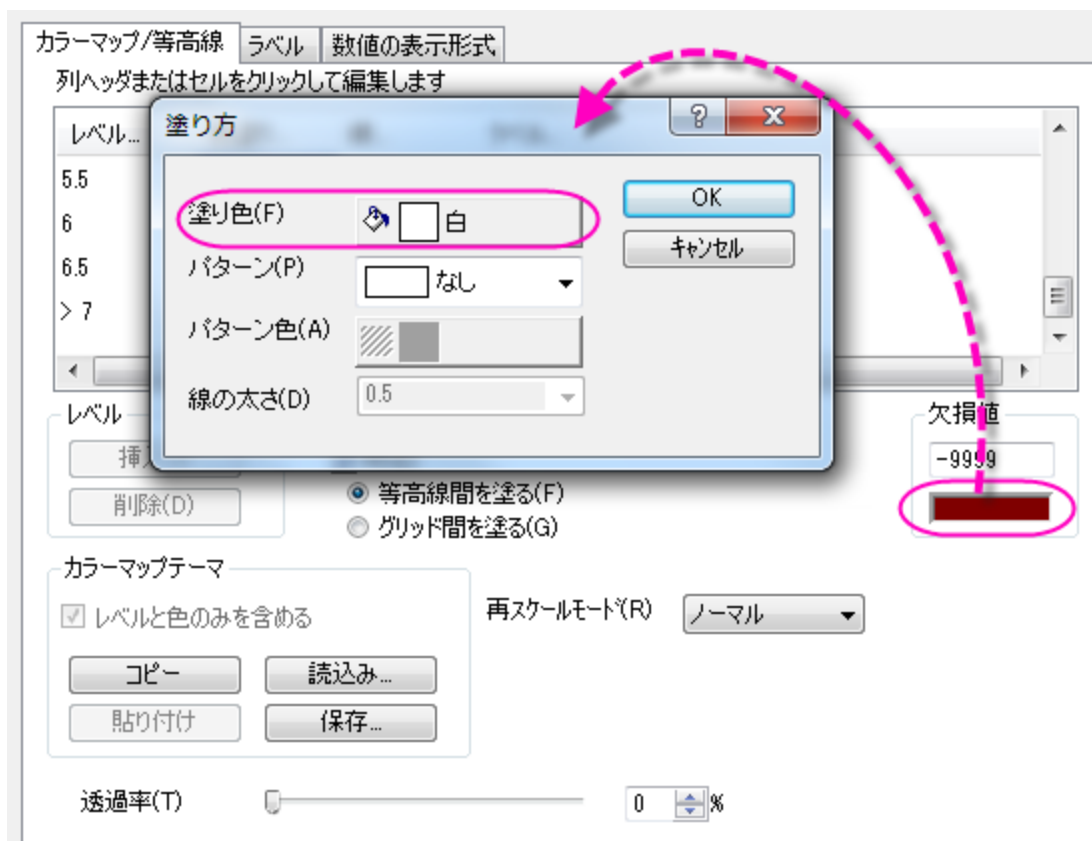 カラーマップ/等高線 ラベル 数値の表示形式
列ヘッダまたはセルをクリックして編集します
レベル...
塗り方
5.5
6
6.5
> 7
塗り色(F) 白
パターン(P) なし
パターン色(A)
線の太さ(D) 0.5
OK
キャンセル
レベル
挿
削除(D)
等高線間を塗る(F)
グリッド間を塗る(G)
欠損値
-9999
カラーマップテーマ
レベルと色のみを含める
コピー 読込み...
貼り付け 保存...
再スケールモード(R) ノーマル
透過率(T) 0 %